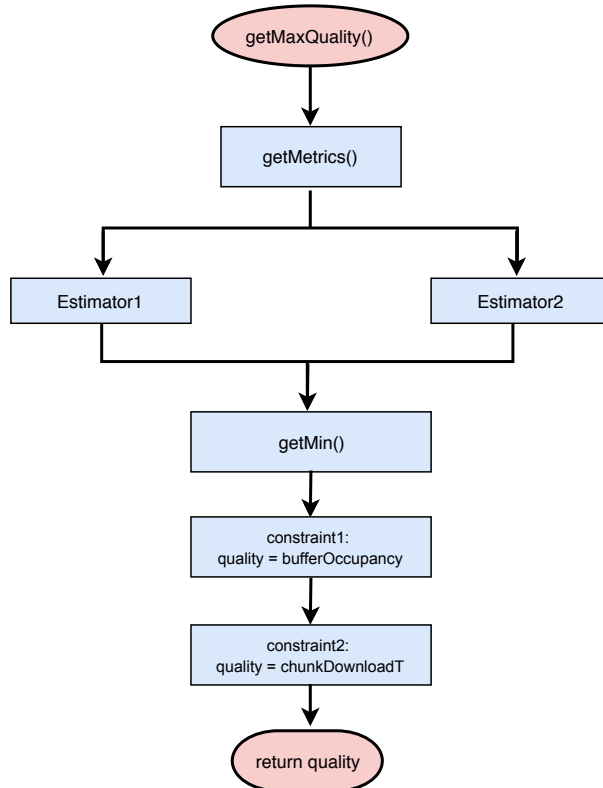 getMaxQuality()
getMetrics()
Estimator1
Estimator2
getMin()
constraint1:
quality = bufferOccupancy
constraint2:
quality = chunkDownloadT
return quality